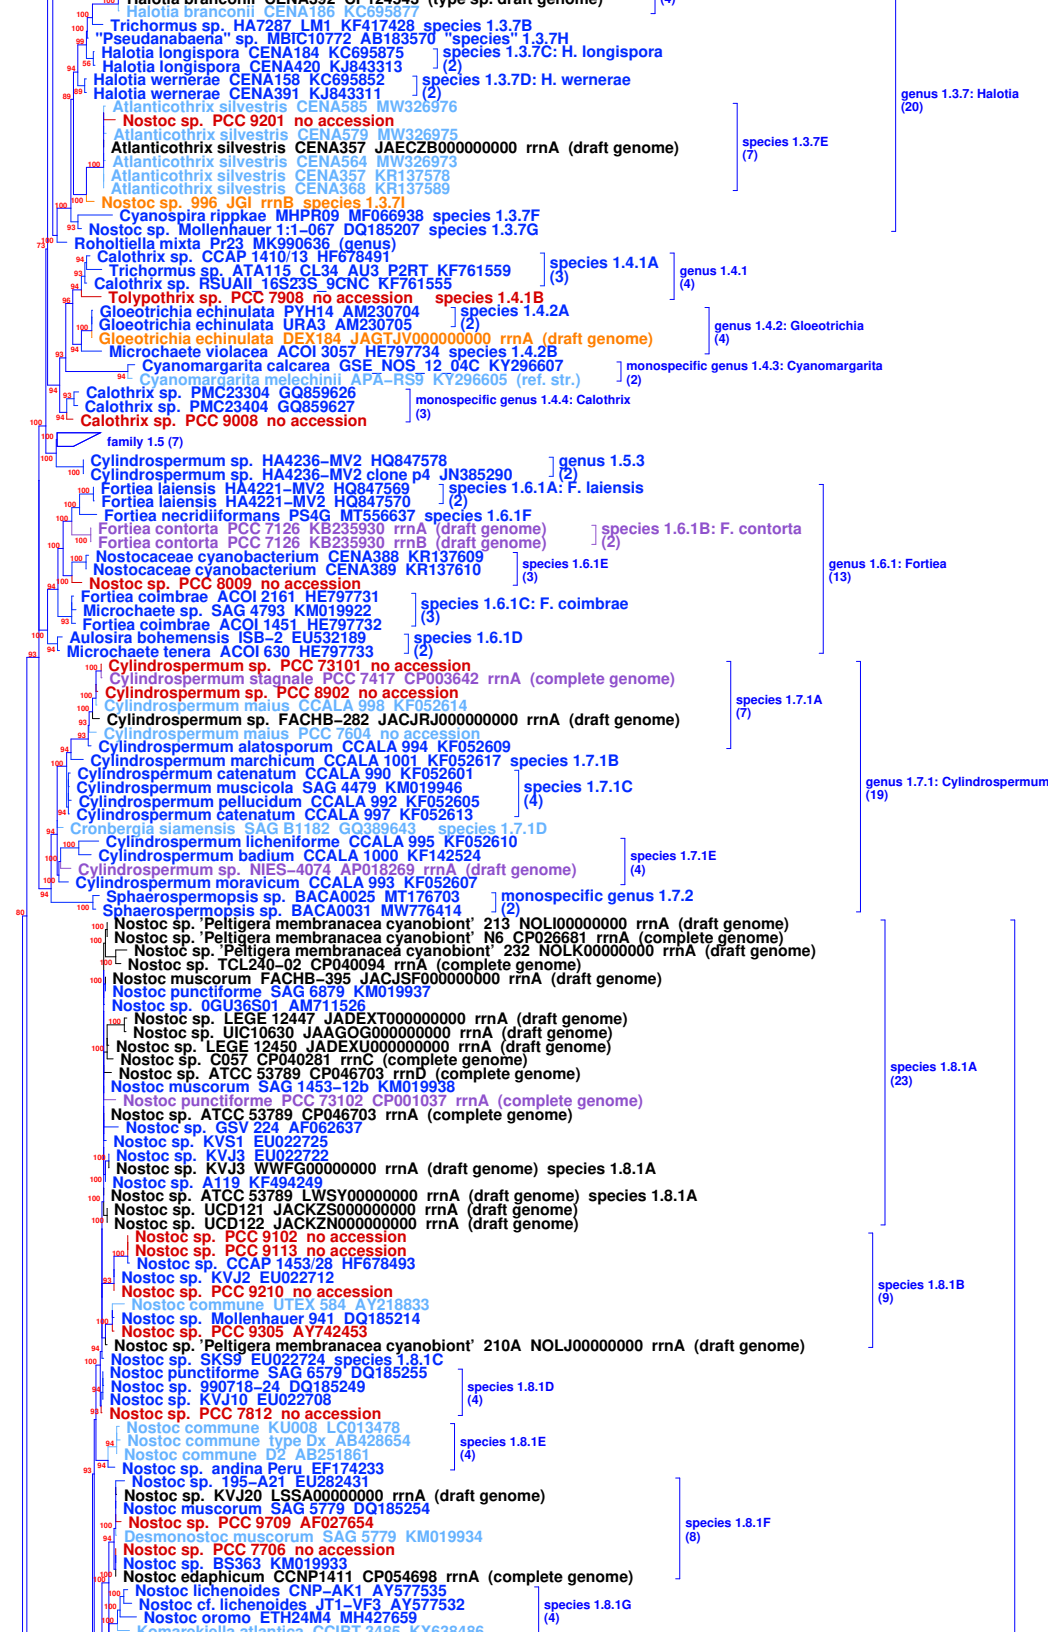 Halotia branconii CENA186 KC695877
Trichormus sp. HA7287 LM1 KF417428 species 1.3.7B
"Pseudanabaena" sp. MBIC10772 AB183570 "species" 1.3.7H
Halotia longispora CENA184 KC695875 species 1.3.7C: H. longispora
Halotia longispora CENA420 KJ843313 (2)
Halotia wernerae CENA158 KC695852 species 1.3.7D: H. wernerae
Halotia wernerae CENA391 KJ843311 (2)
genus 1.3.7: Halotia
(20)
Atlanticothrix silvestris CENA585 MW326976
Nostoc sp. PCC 9201 no accession
Atlanticothrix silvestris CENA579 MW326975
Atlanticothrix silvestris CENA357 JAECZB000000000 rrnA (draft genome)
species 1.3.7E
(7)
Atlanticothrix silvestris CENA564 MW326973
Atlanticothrix silvestris CENA357 KR137578
Atlanticothrix silvestris CENA368 KR137589
Nostoc sp. 996 JGI rrnB species 1.3.7I
Cyanospira rippkae MHPR09 MF066938 species 1.3.7F
Nostoc sp. Mollenhauer 1:1-067 DQ185207 species 1.3.7G
Roholtiella mixta Pr23 MK990636 (genus)
Calothrix sp. CCAP 1410/13 HF678491
Trichormus sp. ATA115 CL34 AU3 P2RT KF761559
Calothrix sp. RSUAII_16S23S_9CNC KF761555
species 1.4.1A
(3)
genus 1.4.1
(4)
Tolypothrix sp. PCC 7908 no accession species 1.4.1B
Gloeotrichia echinulata PYH14 AM230704 species 1.4.2A
Gloeotrichia echinulata URA3 AM230705 (2)
Gloeotrichia echinulata DEX184 JAGTJV000000000 rrnA (draft genome)
genus 1.4.2: Gloeotrichia
(4)
Microchaete violacea ACOI 3057 HE797734 species 1.4.2B
Cyanomargarita calcarea GSE_NOS_12_04C KY296607 monospecific genus 1.4.3: Cyanomargarita
Cyanomargarita melechinii APA-RS9 KY296605 (ref. str.) (2)
Calothrix sp. PMC23304 GQ859626
Calothrix sp. PMC23404 GQ859627
Calothrix sp. PCC 9008 no accession
monospecific genus 1.4.4: Calothrix
(3)
family 1.5 (7)
Cylindrospermum sp. HA4236-MV2 HQ847578 genus 1.5.3
Cylindrospermum sp. HA4236-MV2 clone p4 JN385290 (2)
Fortiea laiensis HA4221-MV2 HQ847569 species 1.6.1A: F. laiensis
Fortiea laiensis HA4221-MV2 HQ847570 (2)
Fortiea necridiiformans PS4G MT556637 species 1.6.1F
Fortiea contorta PCC 7126 KB235930 rrnA (draft genome) species 1.6.1B: F. contorta
Fortiea contorta PCC 7126 KB235930 rrnB (draft genome) (2)
Nostocaceae cyanobacterium CENA388 KR137609
Nostocaceae cyanobacterium CENA389 KR137610
Nostoc sp. PCC 8009 no accession
species 1.6.1E
(3)
genus 1.6.1: Fortiea
(13)
Fortiea coimbrae ACOI 2161 HE797731
Microchaete sp. SAG 4793 KM019922
Fortiea coimbrae ACOI 1451 HE797732
species 1.6.1C: F. coimbrae
(3)
Aulosira bohemensis ISB-2 EU532189 species 1.6.1D
Microchaete tenera ACOI 630 HE797733 (2)
Cylindrospermum sp. PCC 73101 no accession
Cylindrospermum stagnale PCC 7417 CP003642 rrnA (complete genome)
Cylindrospermum sp. PCC 8902 no accession
Cylindrospermum maius CCALA 998 KF052614
Cylindrospermum sp. FACHB-282 JACJRJ000000000 rrnA (draft genome)
species 1.7.1A
(7)
Cylindrospermum maius PCC 7604 no accession
Cylindrospermum alatosporum CCALA 994 KF052609
Cylindrospermum marchicum CCALA 1001 KF052617 species 1.7.1B
Cylindrospermum catenatum CCALA 990 KF052601
Cylindrospermum muscicola SAG 4479 KM019946
Cylindrospermum pellucidum CCALA 992 KF052605
Cylindrospermum catenatum CCALA 997 KF052613
species 1.7.1C
(4)
genus 1.7.1: Cylindrospermum
(19)
Cronbergia siamensis SAG B1182 GQ389643 species 1.7.1D
Cylindrospermum licheniforme CCALA 995 KF052610
Cylindrospermum badium CCALA 1000 KF142524
Cylindrospermum sp. NIES-4074 AP018269 rrnA (draft genome)
Cylindrospermum moravicum CCALA 993 KF052607
species 1.7.1E
(4)
Sphaerospermopsis sp. BACA0025 MT176703 monospecific genus 1.7.2
Sphaerospermopsis sp. BACA0031 MW776414 (2)
Nostoc sp. 'Peltigera membranacea cyanobiont' 213 NOLI00000000 rrnA (draft genome)
Nostoc sp. 'Peltigera membranacea cyanobiont' N6 CP026681 rrnA (complete genome)
Nostoc sp. 'Peltigera membranacea cyanobiont' 232 NOLK00000000 rrnA (draft genome)
Nostoc sp. TCL240-02 CP040094 rrnA (complete genome)
Nostoc muscorum FACHB-395 JACJSF000000000 rrnA (draft genome)
Nostoc punctiforme SAG 6879 KM019937
Nostoc sp. 0GU36S01 AM711526
Nostoc sp. LEGE 12447 JADEXT000000000 rrnA (draft genome)
Nostoc sp. UIC10630 JAAGOG000000000 rrnA (draft genome)
Nostoc sp. LEGE 12450 JADEXU000000000 rrnA (draft genome)
Nostoc sp. C057 CP040281 rrnC (complete genome)
Nostoc sp. ATCC 53789 CP046703 rrnD (complete genome)
species 1.8.1A
(23)
Nostoc muscorum SAG 1453-12b KM019938
Nostoc punctiforme PCC 73102 CP001037 rrnA (complete genome)
Nostoc sp. ATCC 53789 CP046703 rrnA (complete genome)
Nostoc sp. GSV 224 AF062637
Nostoc sp. KVS1 EU022725
Nostoc sp. KVJ3 EU022722
Nostoc sp. KVJ3 WWFG00000000 rrnA (draft genome) species 1.8.1A
Nostoc sp. A119 KF494249
Nostoc sp. ATCC 53789 LWSY00000000 rrnA (draft genome) species 1.8.1A
Nostoc sp. UCD121 JACKZS000000000 rrnA (draft genome)
Nostoc sp. UCD122 JACKZN000000000 rrnA (draft genome)
Nostoc sp. PCC 9102 no accession
Nostoc sp. PCC 9113 no accession
Nostoc sp. CCAP 1453/28 HF678493
Nostoc sp. KVJ2 EU022712
Nostoc sp. PCC 9210 no accession
species 1.8.1B
(9)
Nostoc commune UTEX 584 AY218833
Nostoc sp. Mollenhauer 941 DQ185214
Nostoc sp. PCC 9305 AY742453
Nostoc sp. 'Peltigera membranacea cyanobiont' 210A NOLJ00000000 rrnA (draft genome)
Nostoc sp. SKS9 EU022724 species 1.8.1C
Nostoc punctiforme SAG 6579 DQ185255
Nostoc sp. 990718-24 DQ185249
Nostoc sp. KVJ10 EU022708
Nostoc sp. PCC 7812 no accession
species 1.8.1D
(4)
Nostoc commune KU008 LC013478
Nostoc commune type Dx AB428654
Nostoc commune D2 AB251861
Nostoc sp. andina Peru EF174233
species 1.8.1E
(4)
Nostoc sp. 195-A21 EU282431
Nostoc sp. KVJ20 LSSA00000000 rrnA (draft genome)
Nostoc muscorum SAG 5779 DQ185254
Nostoc sp. PCC 9709 AF027654
Desmonostoc muscorum SAG 5779 KM019934
species 1.8.1F
(8)
Nostoc sp. PCC 7706 no accession
Nostoc sp. BS363 KM019933
Nostoc edaphicum CCNP1411 CP054698 rrnA (complete genome)
Nostoc lichenoides CNP-AK1 AY577535
Nostoc cf. lichenoides JT1-VF3 AY577532
Nostoc oromo ETH24M4 MH427659
species 1.8.1G
(4)
Komarekiella atlantica CCIBT 3485 KX638486